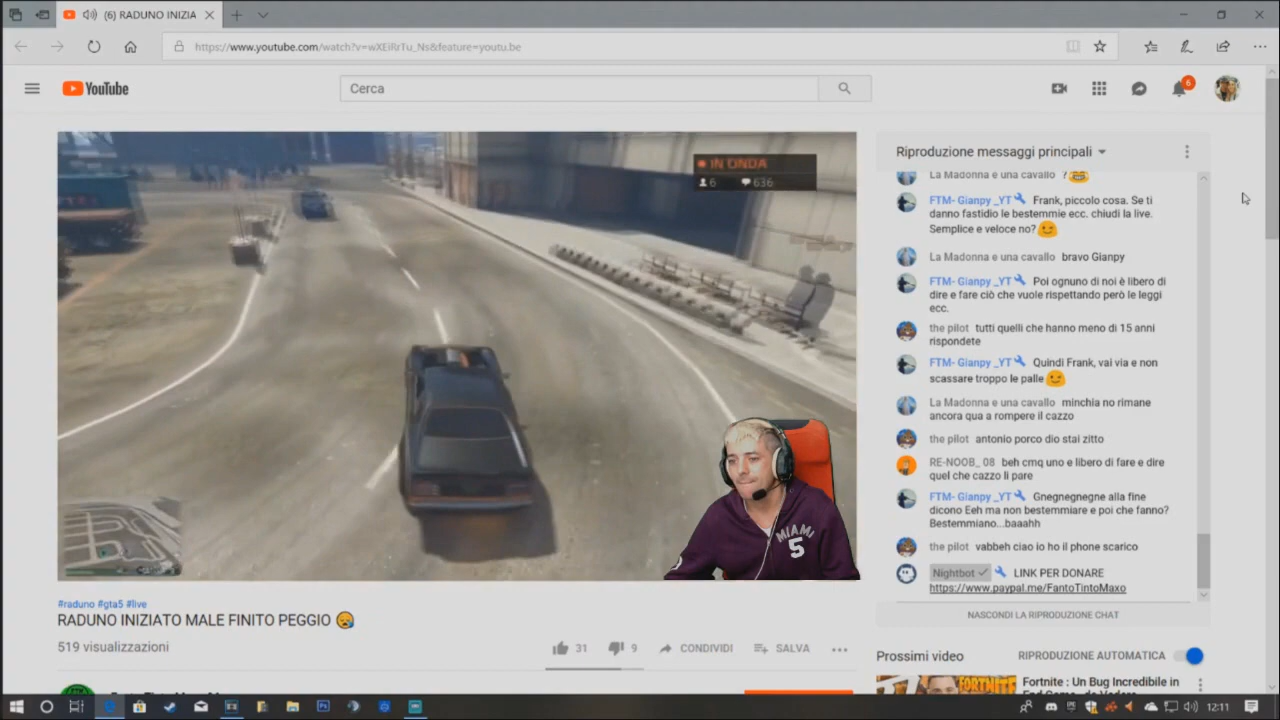 (6) RADUNO INIZIA
https://www.youtube.com/watch?v=wXEiRrTu_Ns&feature=youtu.be
YouTube
Cerca
6
IN ONDA
6 636
MIAMI
5
Riproduzione messaggi principali
La Madonna e una cavallo ?😂
FTM- Gianpy _YT Frank, piccolo cosa. Se ti
danno fastidio le bestemmie ecc. chiudi la live.
Semplice e veloce no?😉
La Madonna e una cavallo bravo Gianpy
FTM- Gianpy _YT Poi ognuno di noi è libero di
dire e fare ciò che vuole rispettando però le leggi
ecc.
the pilot tutti quelli che hanno meno di 15 anni
rispondete
FTM- Gianpy _YT Quindi Frank, vai via e non
scassare troppo le palle 😉
La Madonna e una cavallo minchia no rimane
ancora qua a rompere il cazzo
the pilot antonio porco dio stai zitto
RE-NOOB_ 08 beh cmq uno e libero di fare e dire
quel che cazzo li pare
FTM- Gianpy _YT Gnegnegnegne alla fine
dicono Eeh ma non bestemmiare e poi che fanno?
Bestemmiano...baaahh
the pilot vabbeh ciao io ho il phone scarico
Nightbot ✓ LINK PER DONARE
https://www.paypal.me/FantoTintoMaxo
NASCONDI LA RIPRODUZIONE CHAT
#raduno #gta5 #live
RADUNO INIZIATO MALE FINITO PEGGIO 😪
519 visualizzazioni
31 9 CONDIVIDI SALVA
Prossimi video RIPRODUZIONE AUTOMATICA
FORTNITE
Fortnite : Un Bug Incredibile in
12:11